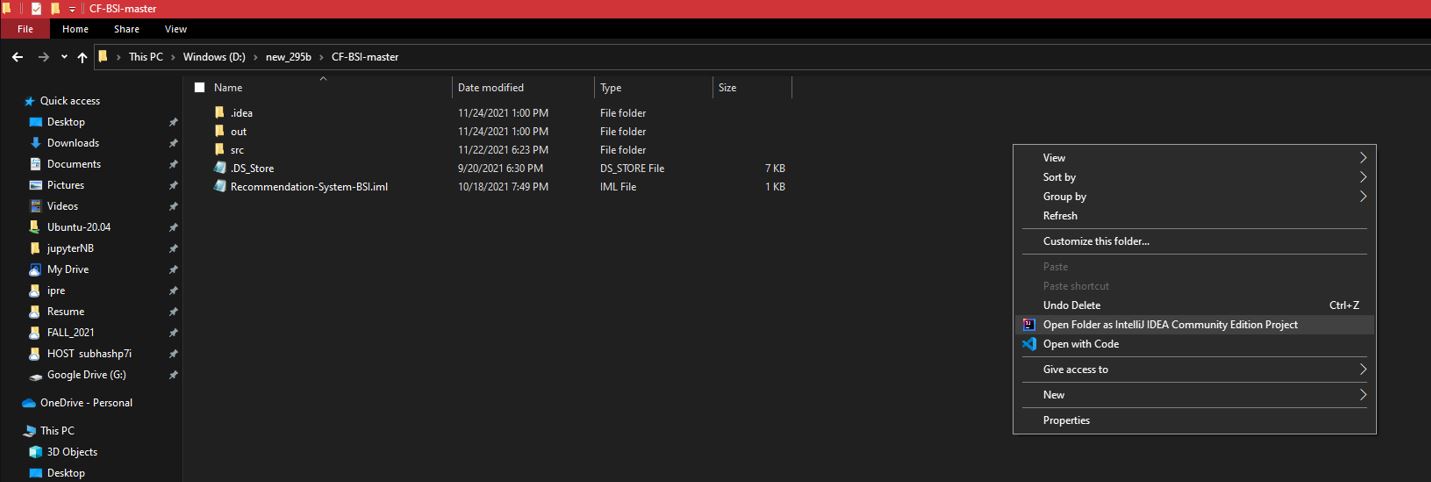 CF-BSI-master
File Home Share View
This PC Windows (D:) new_295b CF-BSI-master
Name Date modified Type Size
Quick access
Desktop
Downloads
Documents
Pictures
Videos
Ubuntu-20.04
jupyterNB
My Drive
ipre
Resume
FALL_2021
HOST subhashp7i
Google Drive (G:)
OneDrive - Personal
This PC
3D Objects
Desktop
.idea 11/24/2021 1:00 PM File folder
out 11/24/2021 1:00 PM File folder
src 11/22/2021 6:23 PM File folder
.DS_Store 9/20/2021 6:30 PM DS_STORE File 7 KB
Recommendation-System-BSI.iml 10/18/2021 7:49 PM IML File 1 KB
View
Sort by
Group by
Refresh
Customize this folder...
Paste
Paste shortcut
Undo Delete Ctrl+Z
Open Folder as IntelliJ IDEA Community Edition Project
Open with Code
Give access to
New
Properties